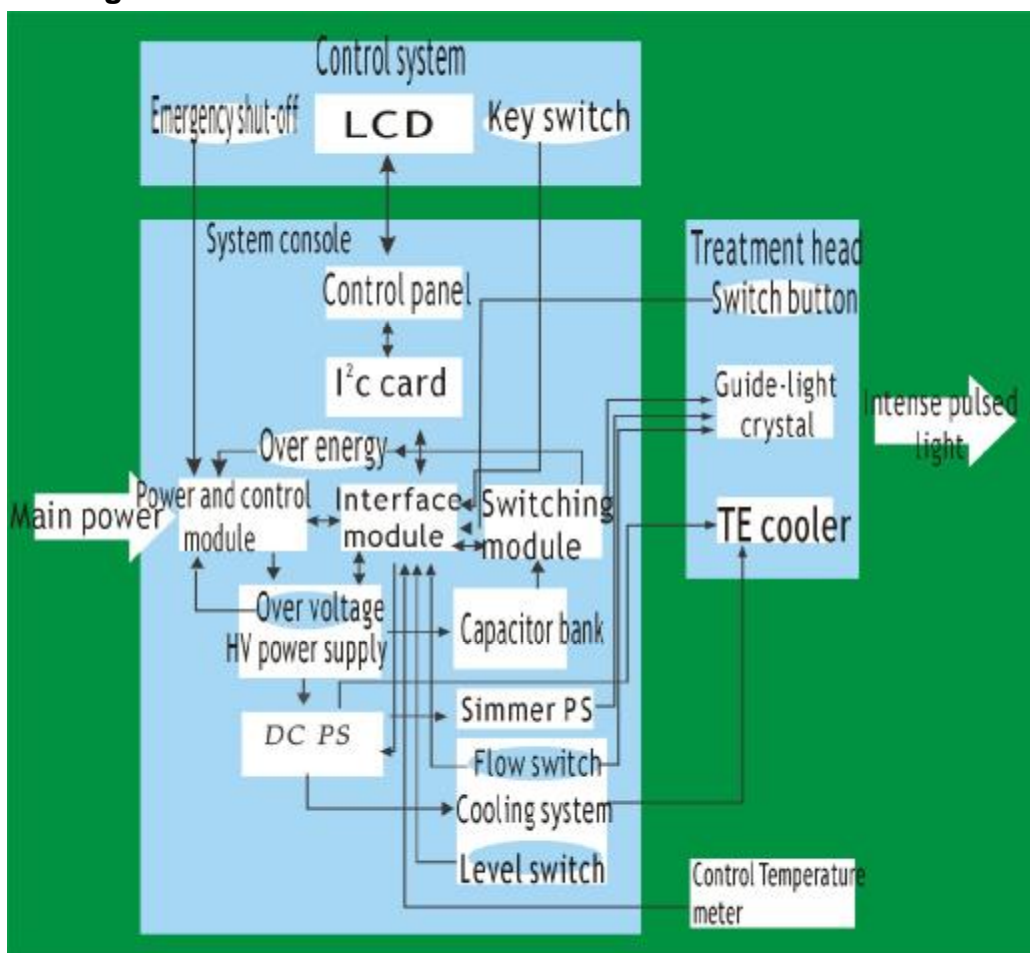 Control system
Emergency shut-off
LCD
Key switch
System console
Control panel
I²c card
Over energy
Main power
Power and control
module
Interface
module
Switching
module
Over voltage
HV power supply
Capacitor bank
DC PS
Simmer PS
Flow switch
Cooling system
Level switch
Treatment head
Switch button
Guide-light
crystal
TE cooler
Intense pulsed
light
Control Temperature
meter